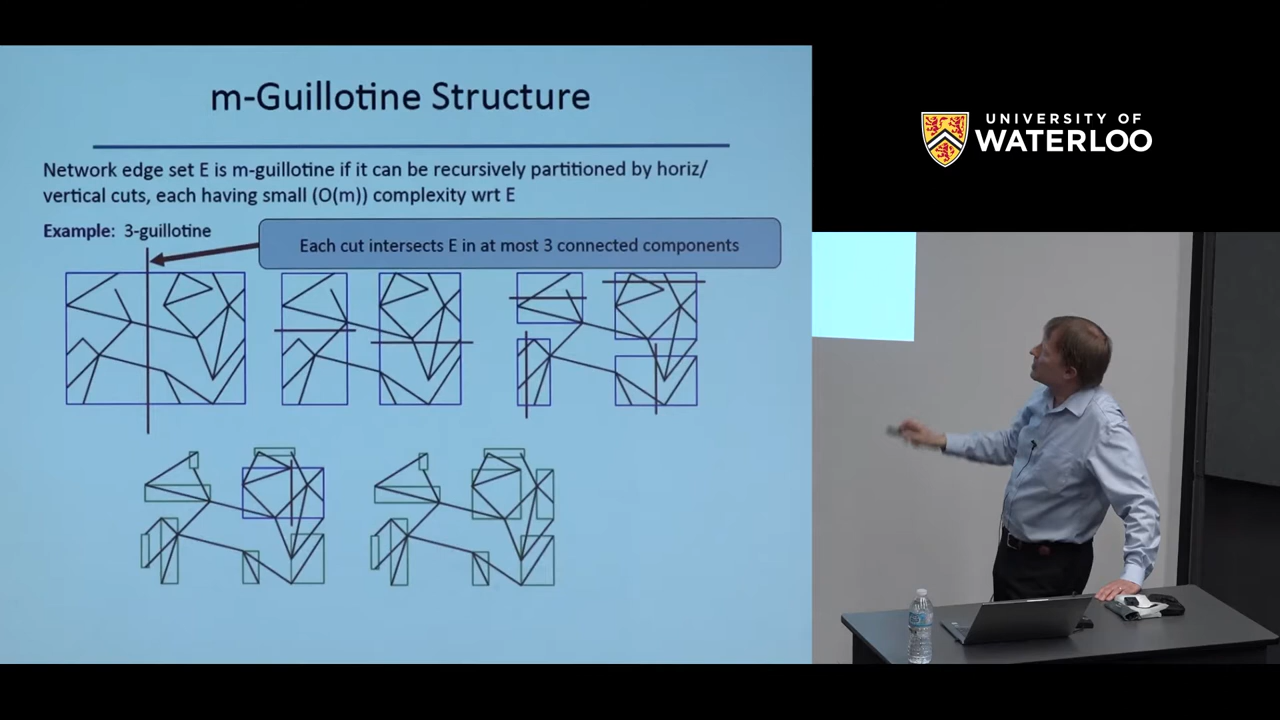 m-Guillotine Structure
Network edge set E is m-guillotine if it can be recursively partitioned by horiz/
vertical cuts, each having small (O(m)) complexity wrt E
Example: 3-guillotine
Each cut intersects E in at most 3 connected components
UNIVERSITY OF
WATERLOO